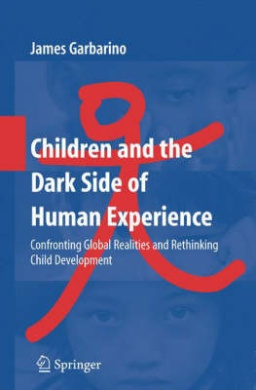 James Garbarino
Children and the
Dark Side of
Human Experience
Confronting Global Realities and Rethinking
Child Development
Springer